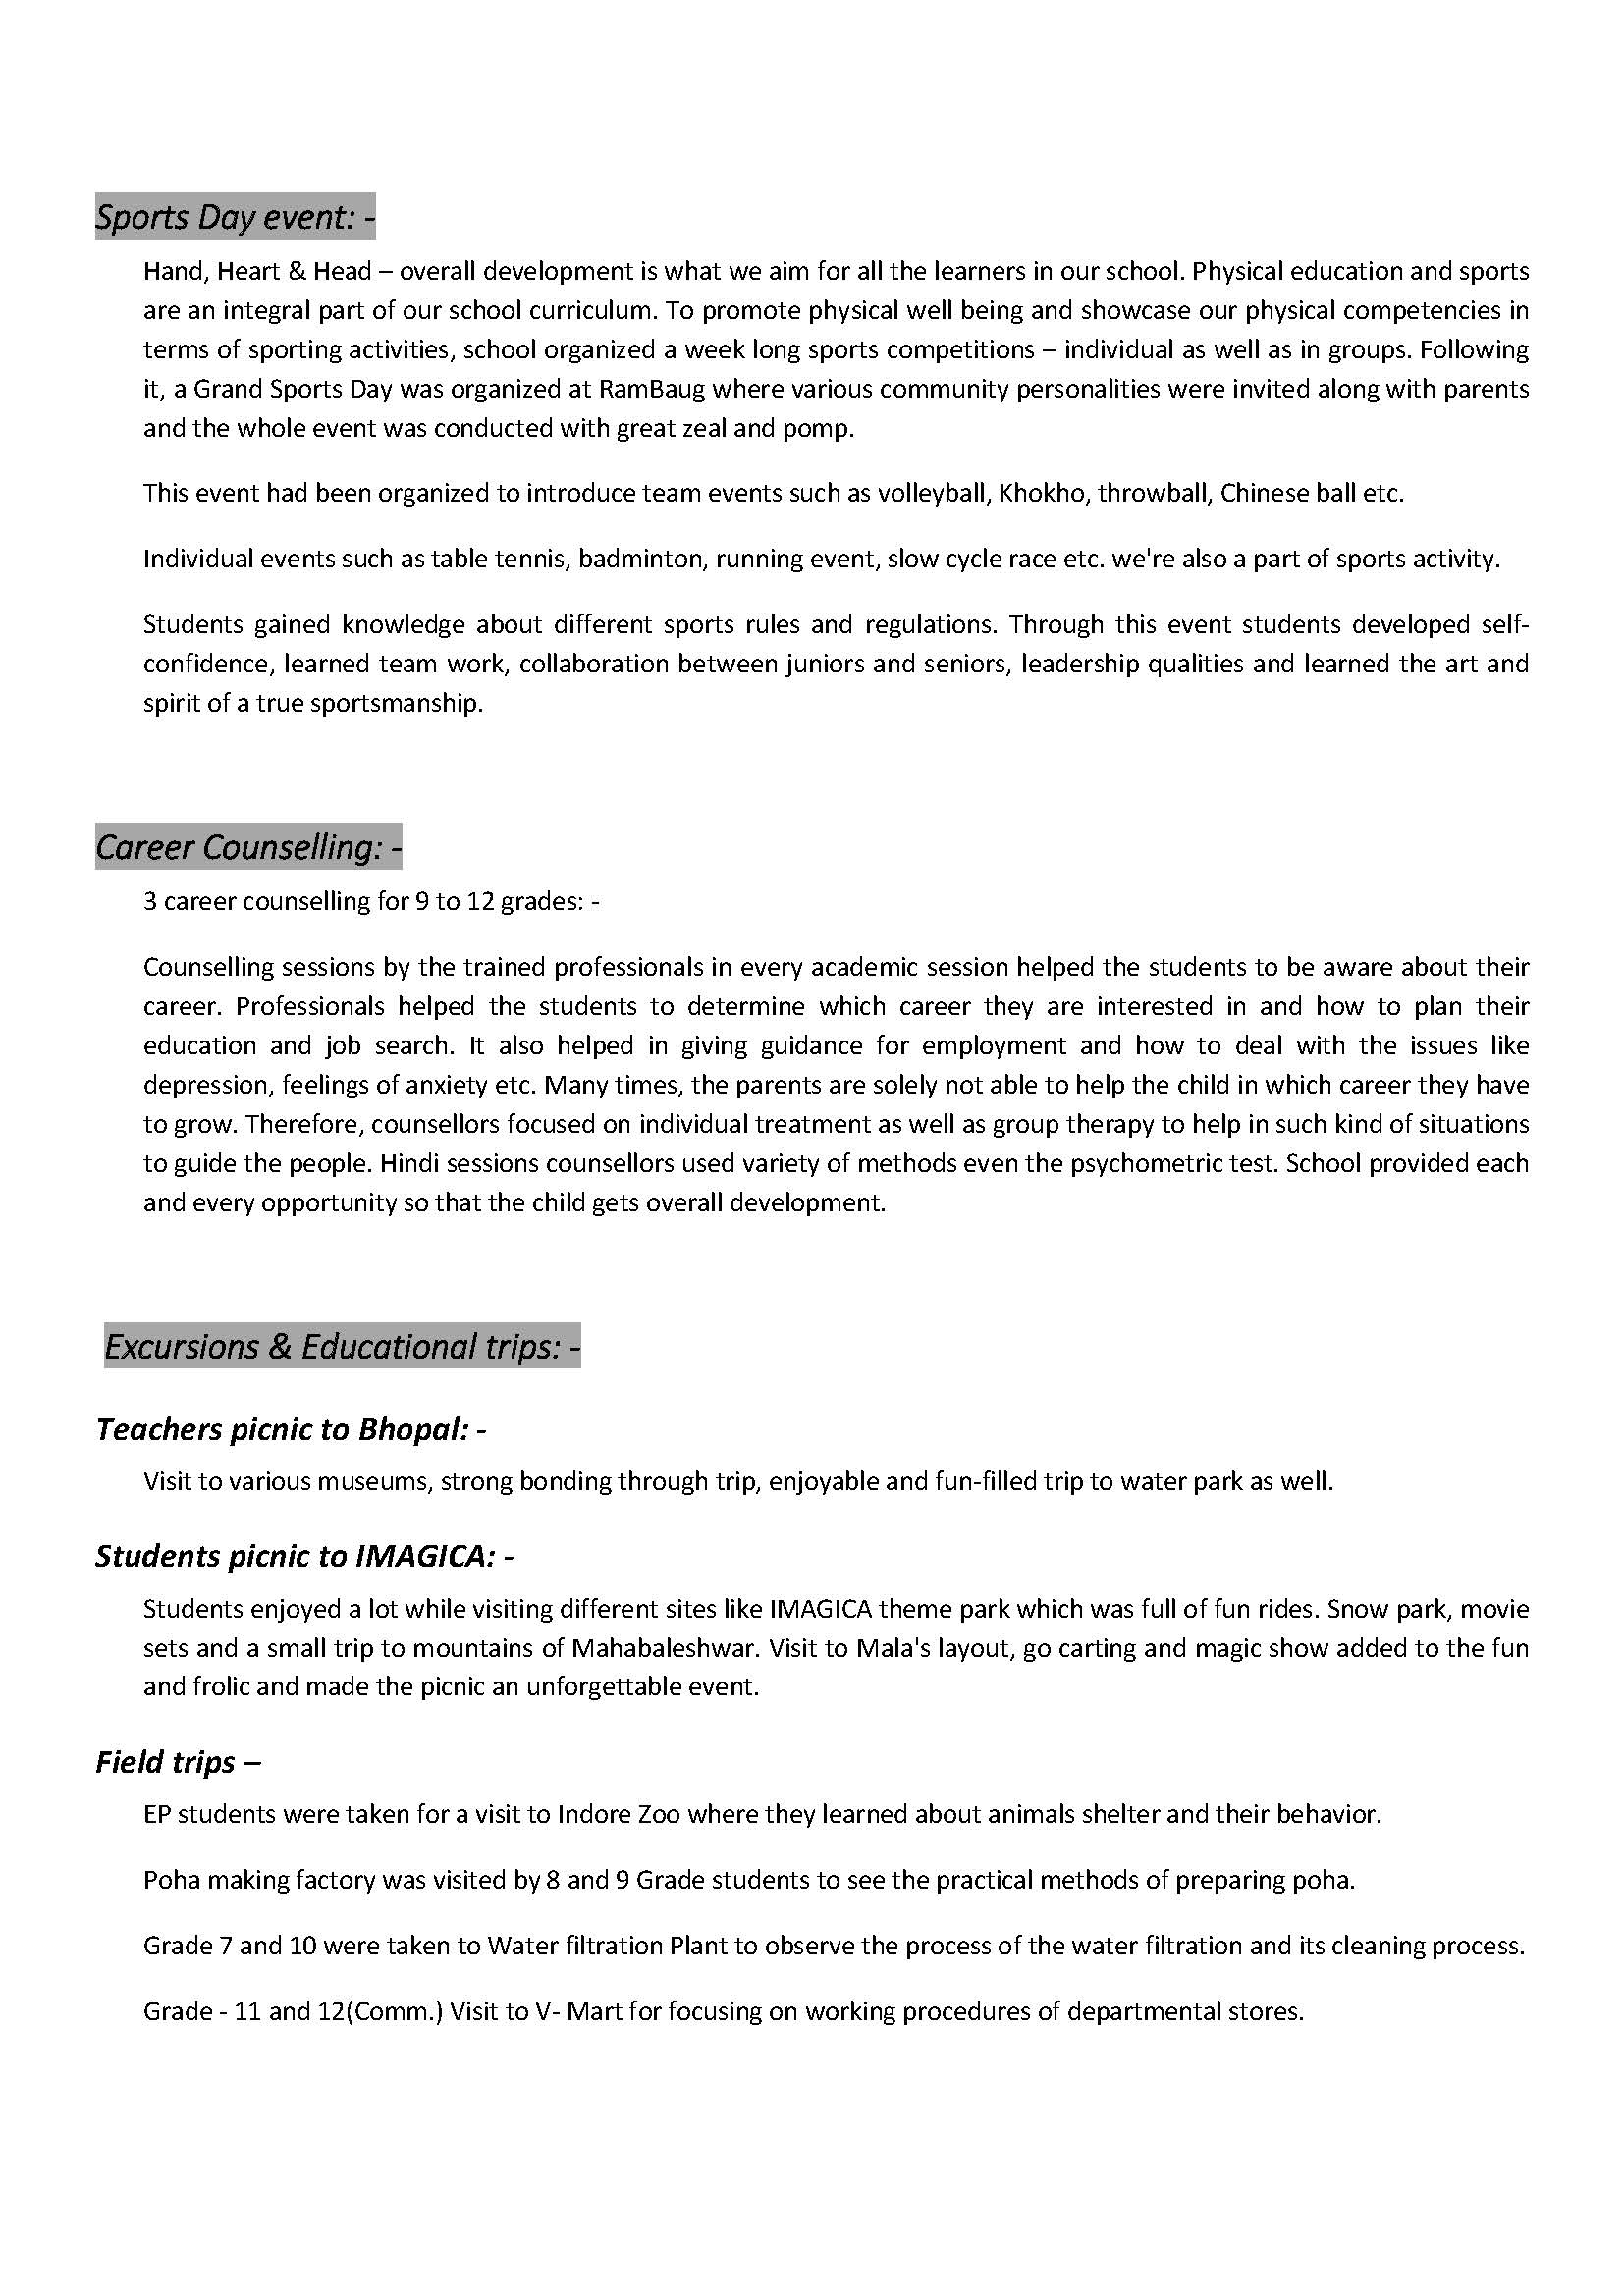 Sports Day event: -
Hand, Heart & Head – overall development is what we aim for all the learners in our school. Physical education and sports
are an integral part of our school curriculum. To promote physical well being and showcase our physical competencies in
terms of sporting activities, school organized a week long sports competitions – individual as well as in groups. Following
it, a Grand Sports Day was organized at RamBaug where various community personalities were invited along with parents
and the whole event was conducted with great zeal and pomp.
This event had been organized to introduce team events such as volleyball, Khokho, throwball, Chinese ball etc.
Individual events such as table tennis, badminton, running event, slow cycle race etc. we're also a part of sports activity.
Students gained knowledge about different sports rules and regulations. Through this event students developed self-
confidence, learned team work, collaboration between juniors and seniors, leadership qualities and learned the art and
spirit of a true sportsmanship.
Career Counselling: -
3 career counselling for 9 to 12 grades: -
Counselling sessions by the trained professionals in every academic session helped the students to be aware about their
career. Professionals helped the students to determine which career they are interested in and how to plan their
education and job search. It also helped in giving guidance for employment and how to deal with the issues like
depression, feelings of anxiety etc. Many times, the parents are solely not able to help the child in which career they have
to grow. Therefore, counsellors focused on individual treatment as well as group therapy to help in such kind of situations
to guide the people. Hindi sessions counsellors used variety of methods even the psychometric test. School provided each
and every opportunity so that the child gets overall development.
Excursions & Educational trips: -
Teachers picnic to Bhopal: -
Visit to various museums, strong bonding through trip, enjoyable and fun-filled trip to water park as well.
Students picnic to IMAGICA: -
Students enjoyed a lot while visiting different sites like IMAGICA theme park which was full of fun rides. Snow park, movie
sets and a small trip to mountains of Mahabaleshwar. Visit to Mala's layout, go carting and magic show added to the fun
and frolic and made the picnic an unforgettable event.
Field trips –
EP students were taken for a visit to Indore Zoo where they learned about animals shelter and their behavior.
Poha making factory was visited by 8 and 9 Grade students to see the practical methods of preparing poha.
Grade 7 and 10 were taken to Water filtration Plant to observe the process of the water filtration and its cleaning process.
Grade - 11 and 12(Comm.) Visit to V- Mart for focusing on working procedures of departmental stores.